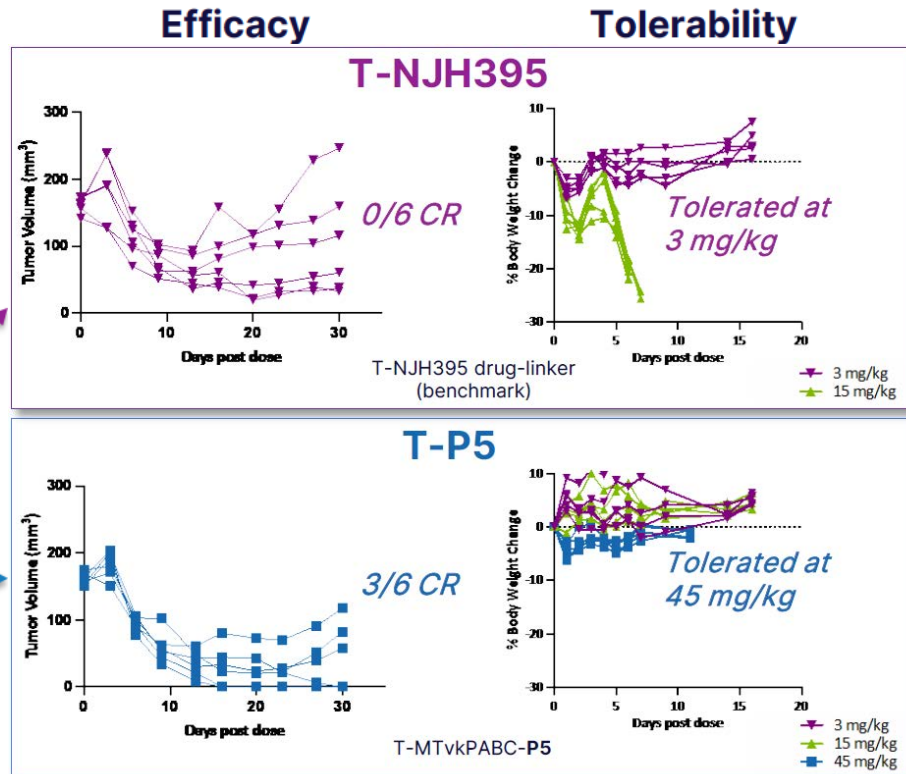 Efficacy
Tolerability
T-NJH395
300
200
100
0
Tumor Volume (mm³)
0
10
20
30
Days post dose
0/6 CR
10
0
-10
-20
-30
% Body Weight Change
0
5
10
15
20
Days post dose
Tolerated at
3 mg/kg
T-NJH395 drug-linker
(benchmark)
3 mg/kg
15 mg/kg
T-P5
300
200
100
0
Tumor Volume (mm³)
0
10
20
30
Days post dose
3/6 CR
10
0
-10
-20
-30
% Body Weight Change
0
5
10
15
20
Days post dose
Tolerated at
45 mg/kg
T-MTvkPABC-P5
3 mg/kg
15 mg/kg
45 mg/kg